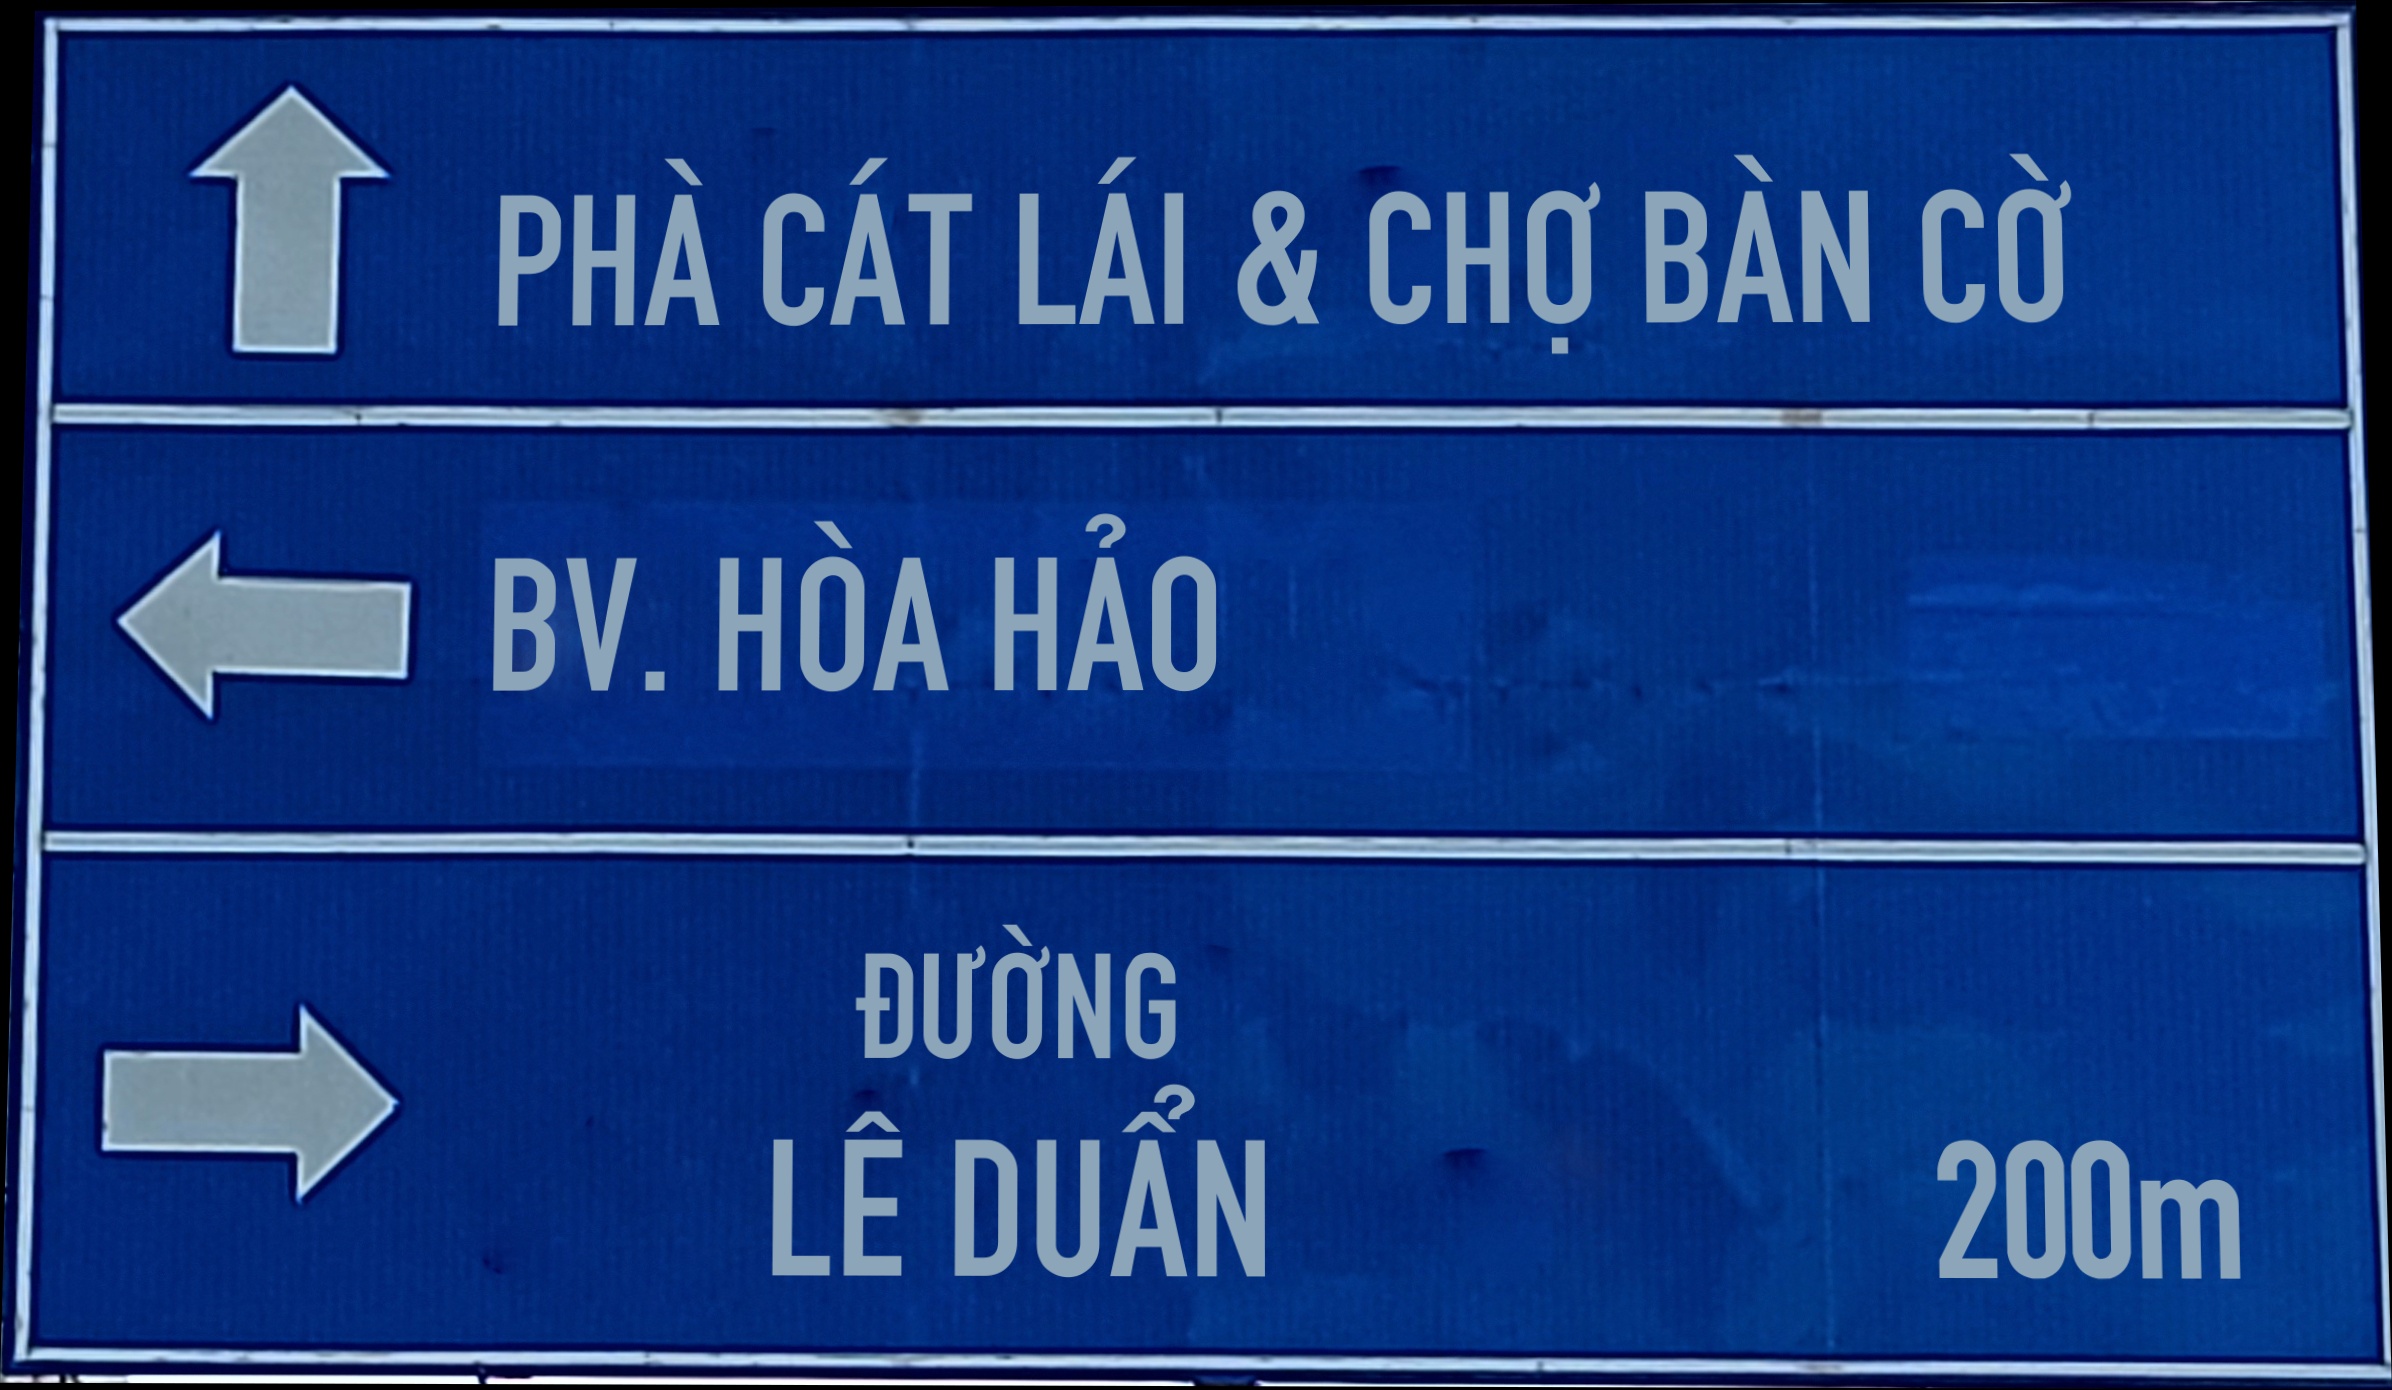 PHÀ CÁT LÁI & CHỢ BÀN CỜ
BV. HÒA HẢO
ĐƯỜNG
LÊ DUẨN
200m